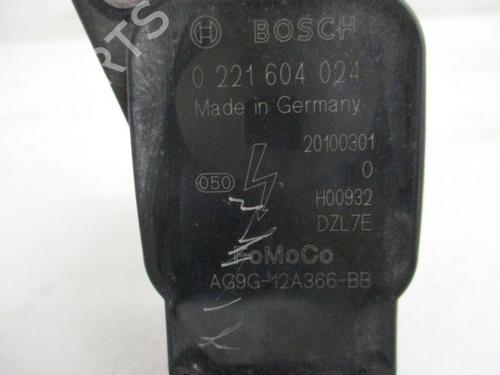 BOSCH
0 221 604 024
Made in Germany
20100301
0
050
H00932
DZL7E
FoMoCo
AG9G-12A366-BB